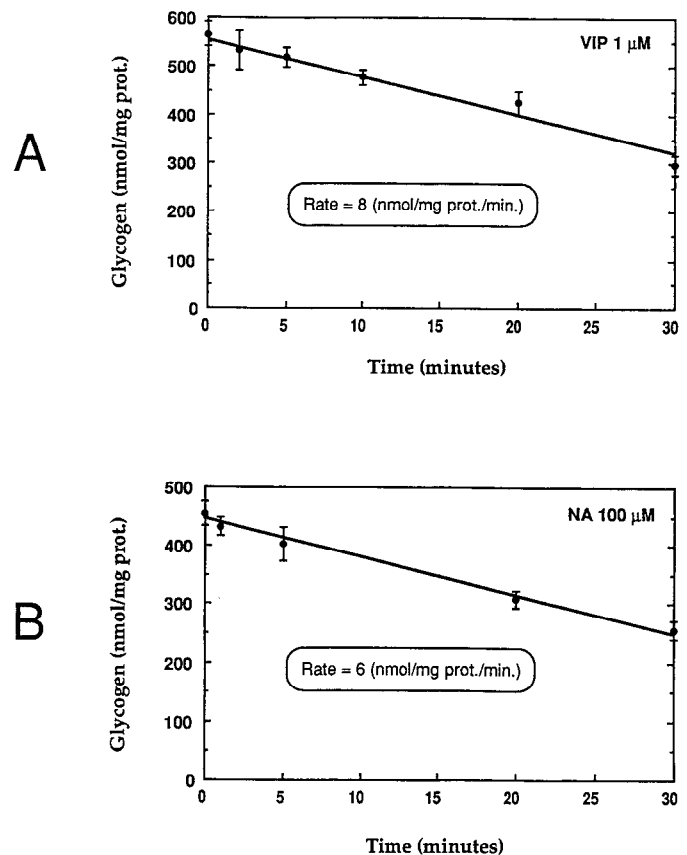 A
Glycogen (nmol/mg prot.)
600
500
400
300
200
100
0
VIP 1 µM
Rate = 8 (nmol/mg prot./min.)
0 5 10 15 20 25 30
Time (minutes)
B
Glycogen (nmol/mg prot.)
500
400
300
200
100
0
NA 100 µM
Rate = 6 (nmol/mg prot./min.)
0 5 10 15 20 25 30
Time (minutes)